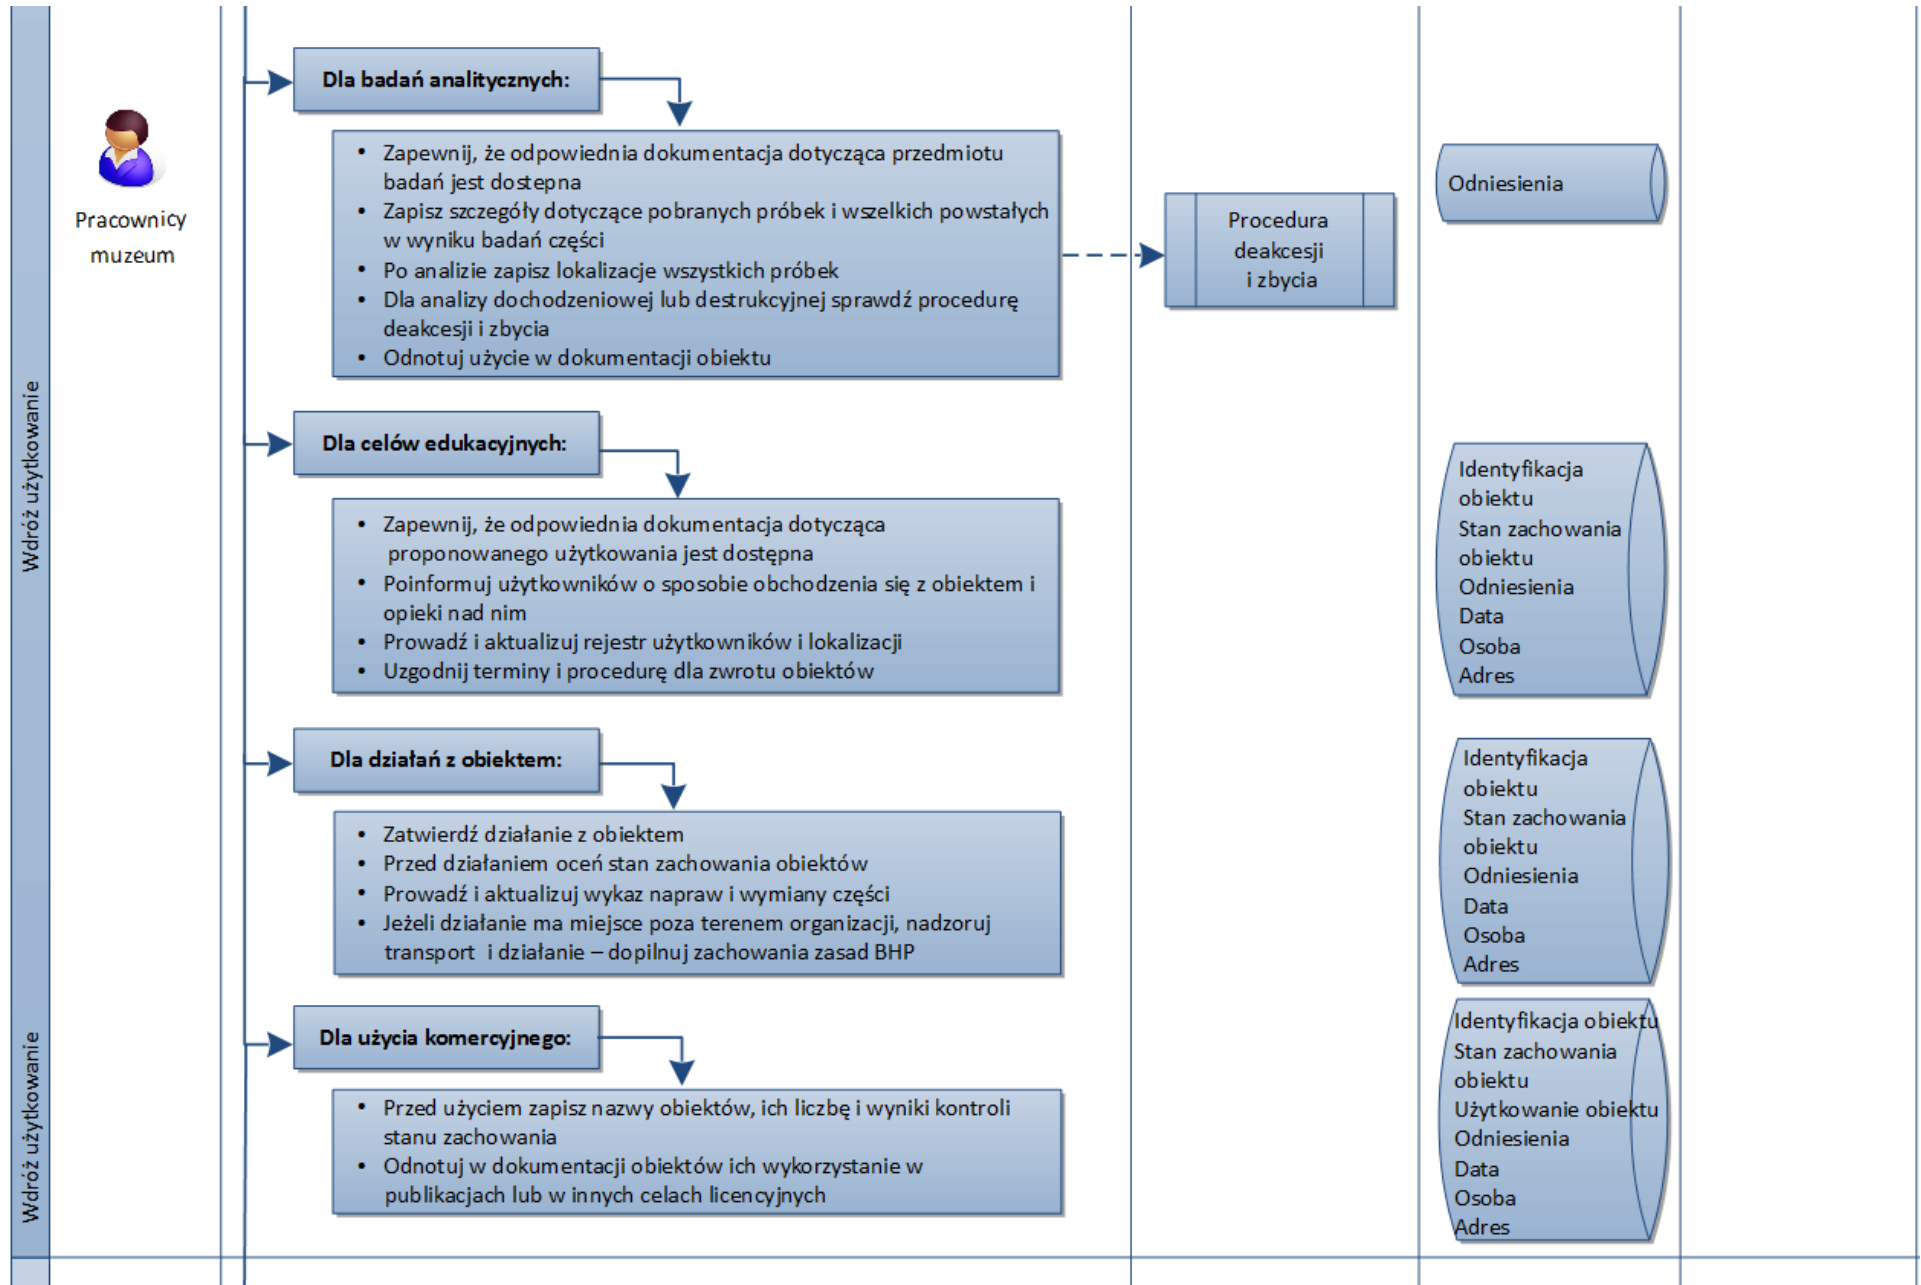 Wdróż użytkowanie
Wdróż użytkowanie
Pracownicy
muzeum
Dla badań analitycznych:
• Zapewnij, że odpowiednia dokumentacja dotycząca przedmiotu
badań jest dostepna
• Zapisz szczegóły dotyczące pobranych próbek i wszelkich powstałych
w wyniku badań części
• Po analizie zapisz lokalizacje wszystkich próbek
• Dla analizy dochodzeniowej lub destrukcyjnej sprawdź procedurę
deakcesji i zbycia
• Odnotuj użycie w dokumentacji obiektu
Procedura
deakcesji
i zbycia
Odniesienia
Dla celów edukacyjnych:
• Zapewnij, że odpowiednia dokumentacja dotycząca
proponowanego użytkowania jest dostępna
• Poinformuj użytkowników o sposobie obchodzenia się z obiektem i
opieki nad nim
• Prowadź i aktualizuj rejestr użytkowników i lokalizacji
• Uzgodnij terminy i procedurę dla zwrotu obiektów
Identyfikacja
obiektu
Stan zachowania
obiektu
Odniesienia
Data
Osoba
Adres
Dla działań z obiektem:
• Zatwierdź działanie z obiektem
• Przed działaniem oceń stan zachowania obiektów
• Prowadź i aktualizuj wykaz napraw i wymiany części
• Jeżeli działanie ma miejsce poza terenem organizacji, nadzoruj
transport i działanie – dopilnuj zachowania zasad BHP
Identyfikacja
obiektu
Stan zachowania
obiektu
Odniesienia
Data
Osoba
Adres
Dla użycia komercyjnego:
• Przed użyciem zapisz nazwy obiektów, ich liczbę i wyniki kontroli
stanu zachowania
• Odnotuj w dokumentacji obiektów ich wykorzystanie w
publikacjach lub w innych celach licencyjnych
Identyfikacja obiektu
Stan zachowania
obiektu
Użytkowanie obiektu
Odniesienia
Data
Osoba
Adres